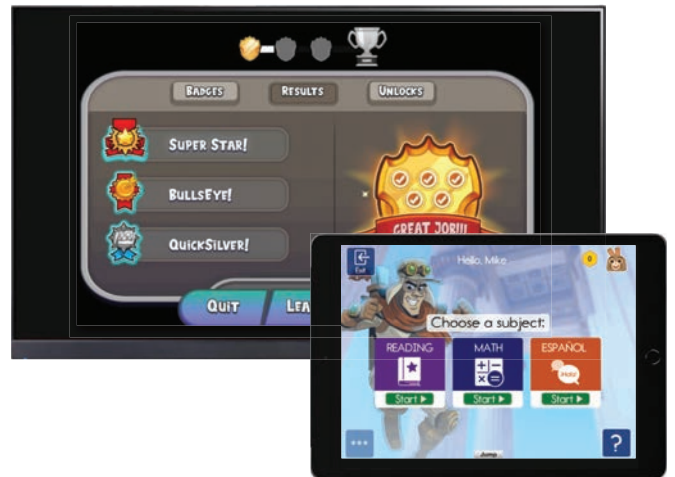 BADGES
RESULTS
UNLOCKS
SUPER STAR!
BULLSEYE!
QUICKSILVER!
GREAT JOB!!!
QUIT
LEA
Exit
Hello, Mike
0
Choose a subject:
READING
MATH
ESPAÑOL
¡Hola!
Start
Start
Start
?
Jump